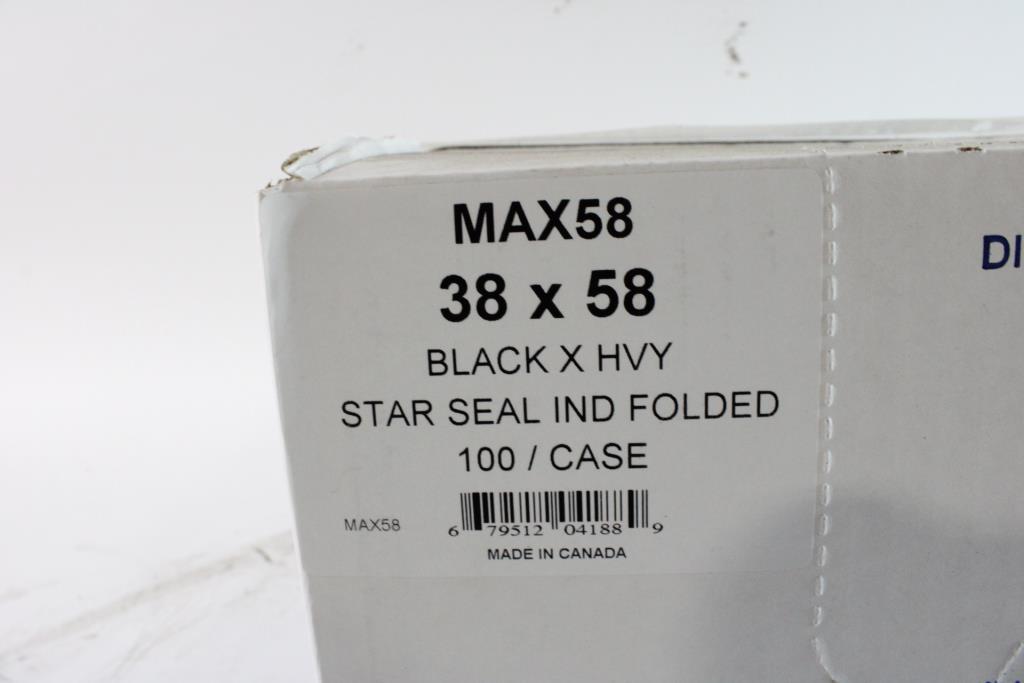 MAX58
38 x 58
BLACK X HVY
STAR SEAL IND FOLDED
100 / CASE
MAX58
6 79512 04188 9
MADE IN CANADA
DI